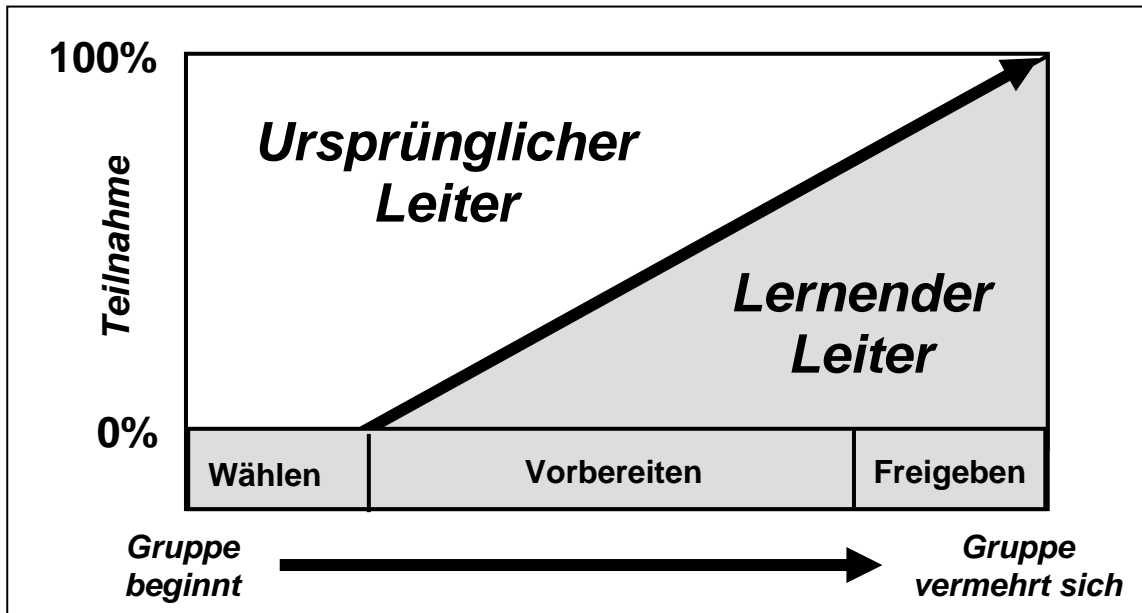 100%
Ursprünglicher
Leiter
Teilnahme
Lernender
Leiter
0%
Wählen Vorbereiten Freigeben
Gruppe
beginnt
Gruppe
vermehrt sich